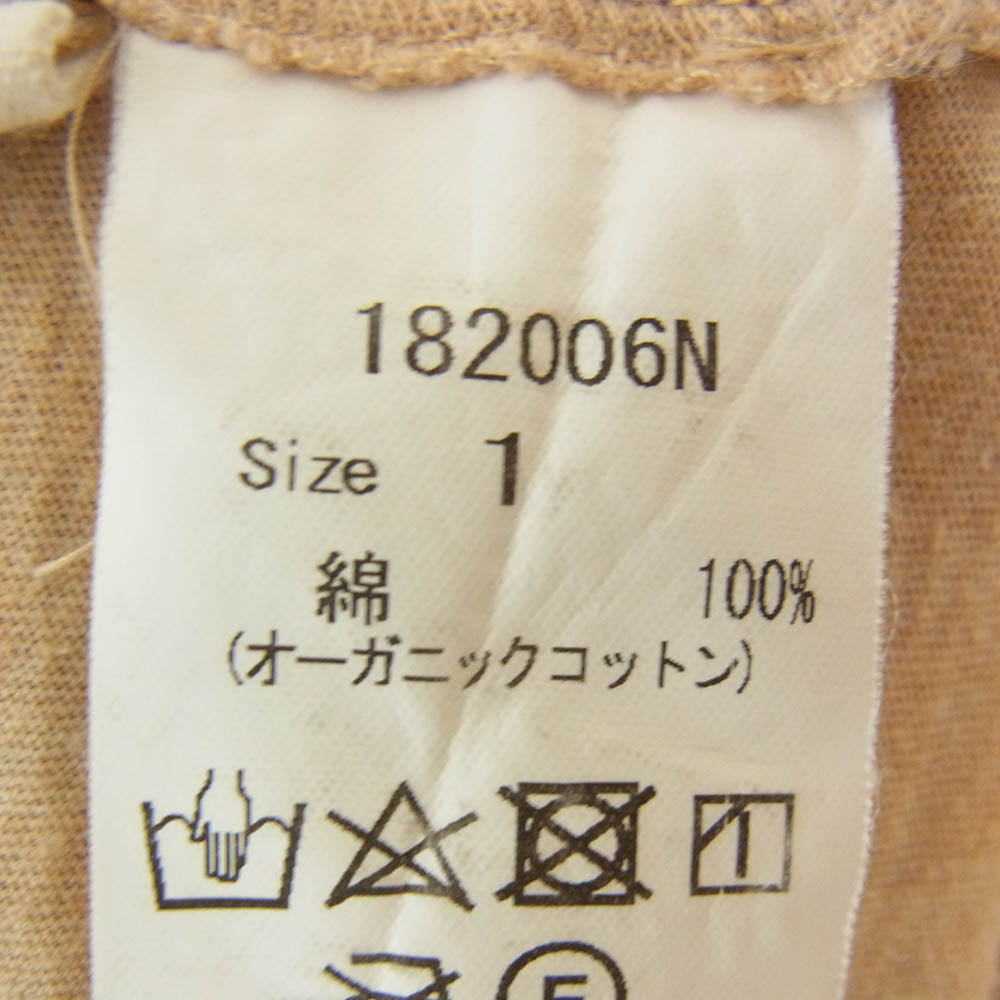 182006N
Size 1
綿 100%
(オーガニックコットン)